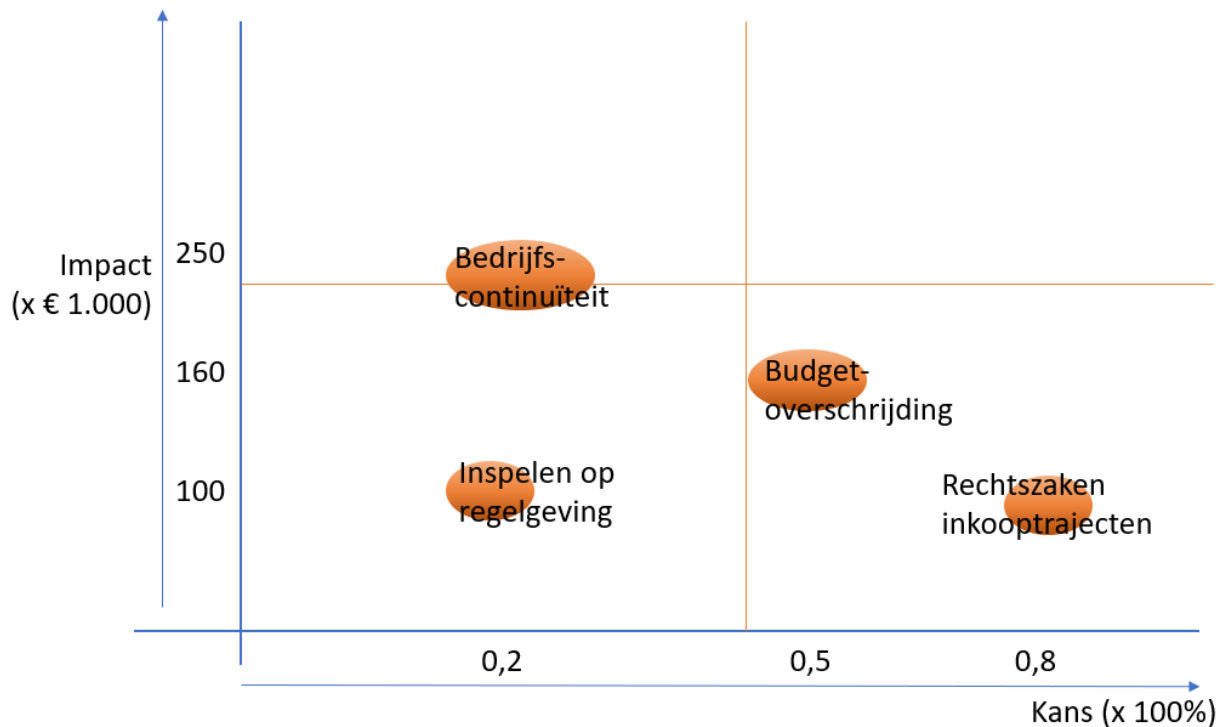 250
Impact
(x € 1.000)
Bedrijfs-
continuïteit
160
Budget-
overschrijding
100
Inspelen op
regelgeving
Rechtszaken
inkooptrajecten
0,2
0,5
0,8
Kans (x 100%)